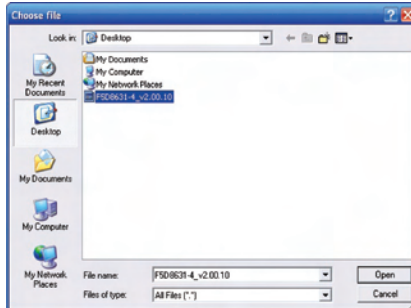 Choose file
Look in: Desktop
My Recent Documents
Desktop
My Documents
My Computer
My Network Places
My Documents
My Computer
My Network Places
F5D8631-4_v2.00.10
File name: F5D8631-4_v2.00.10 Open
Files of type: All Files (*.*) Cancel